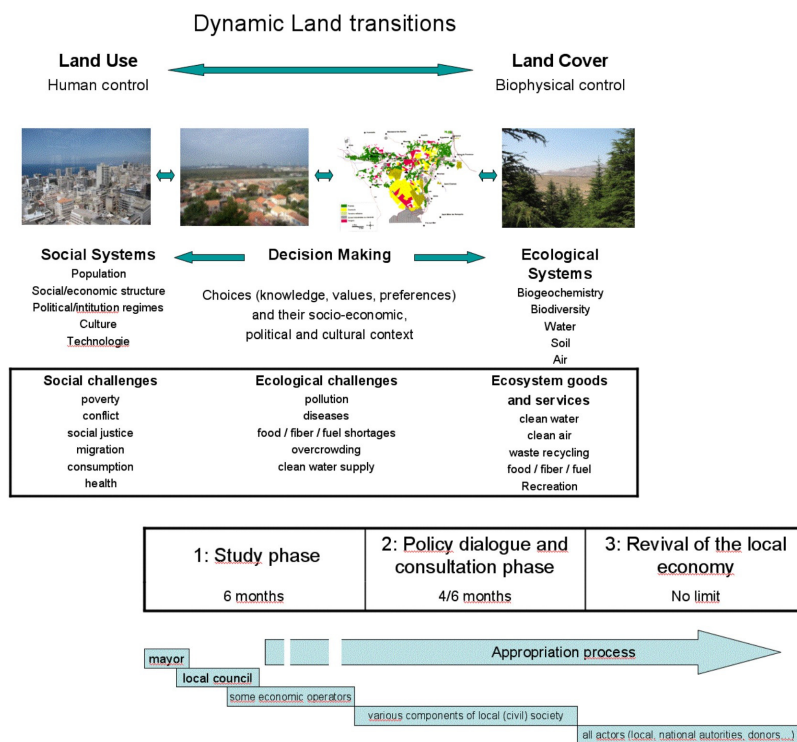 Dynamic Land transitions
Land Use
Human control
Land Cover
Biophysical control
Social Systems
Population
Social/economic structure
Political/intitution regimes
Culture
Technologie
Decision Making
Choices (knowledge, values, preferences)
and their socio-economic,
political and cultural context
Ecological
Systems
Biogeochemistry
Biodiversity
Water
Soil
Air
Social challenges
poverty
conflict
social justice
migration
consumption
health
Ecological challenges
pollution
diseases
food / fiber / fuel shortages
overcrowding
clean water supply
Ecosystem goods
and services
clean water
clean air
waste recycling
food / fiber / fuel
Recreation
1: Study phase
6 months
2: Policy dialogue and
consultation phase
4/6 months
3: Revival of the local
economy
No limit
Appropriation process
mayor
local council
some economic operators
various components of local (civil) society
all actors (local, national autorities, donors…)